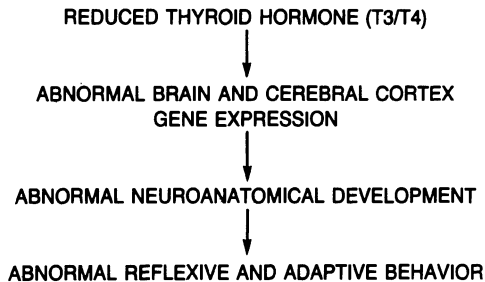 REDUCED THYROID HORMONE (T3/T4)
ABNORMAL BRAIN AND CEREBRAL CORTEX
GENE EXPRESSION
ABNORMAL NEUROANATOMICAL DEVELOPMENT
ABNORMAL REFLEXIVE AND ADAPTIVE BEHAVIOR